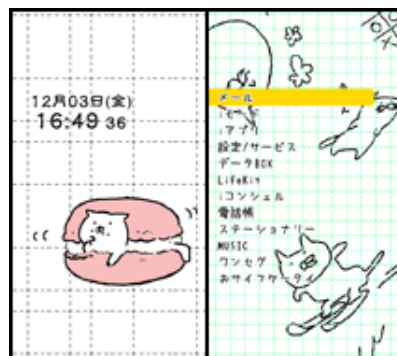 12月03日(金)
16:49 36
メール
iモード
iアプリ
設定/サービス
データBOX
LifeKit
iコンシェル
電話帳
ステーショナリー
MUSIC
ワンセグ
おサイフケータイ